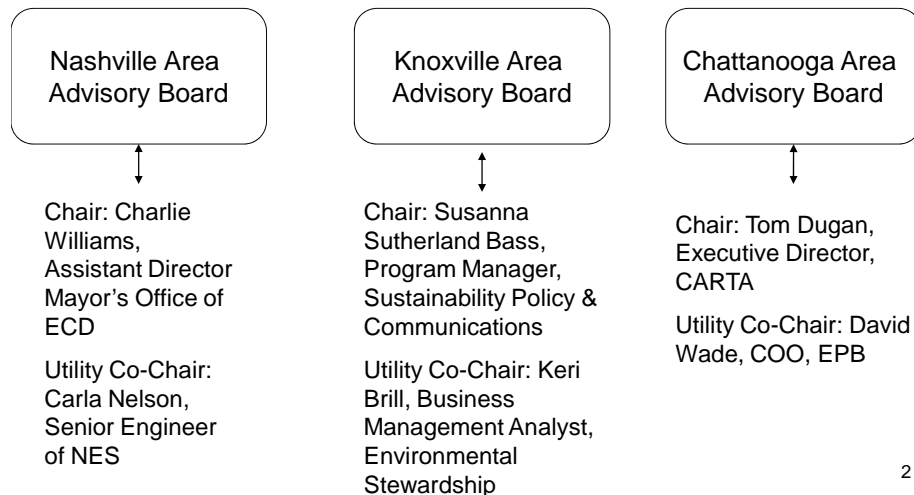 Nashville Area
Advisory Board
Chair: Charlie
Williams,
Assistant Director
Mayor's Office of
ECD
Utility Co-Chair:
Carla Nelson,
Senior Engineer
of NES
Knoxville Area
Advisory Board
Chair: Susanna
Sutherland Bass,
Program Manager,
Sustainability Policy &
Communications
Utility Co-Chair: Keri
Brill, Business
Management Analyst,
Environmental
Stewardship
Chattanooga Area
Advisory Board
Chair: Tom Dugan,
Executive Director,
CARTA
Utility Co-Chair: David
Wade, COO, EPB
2